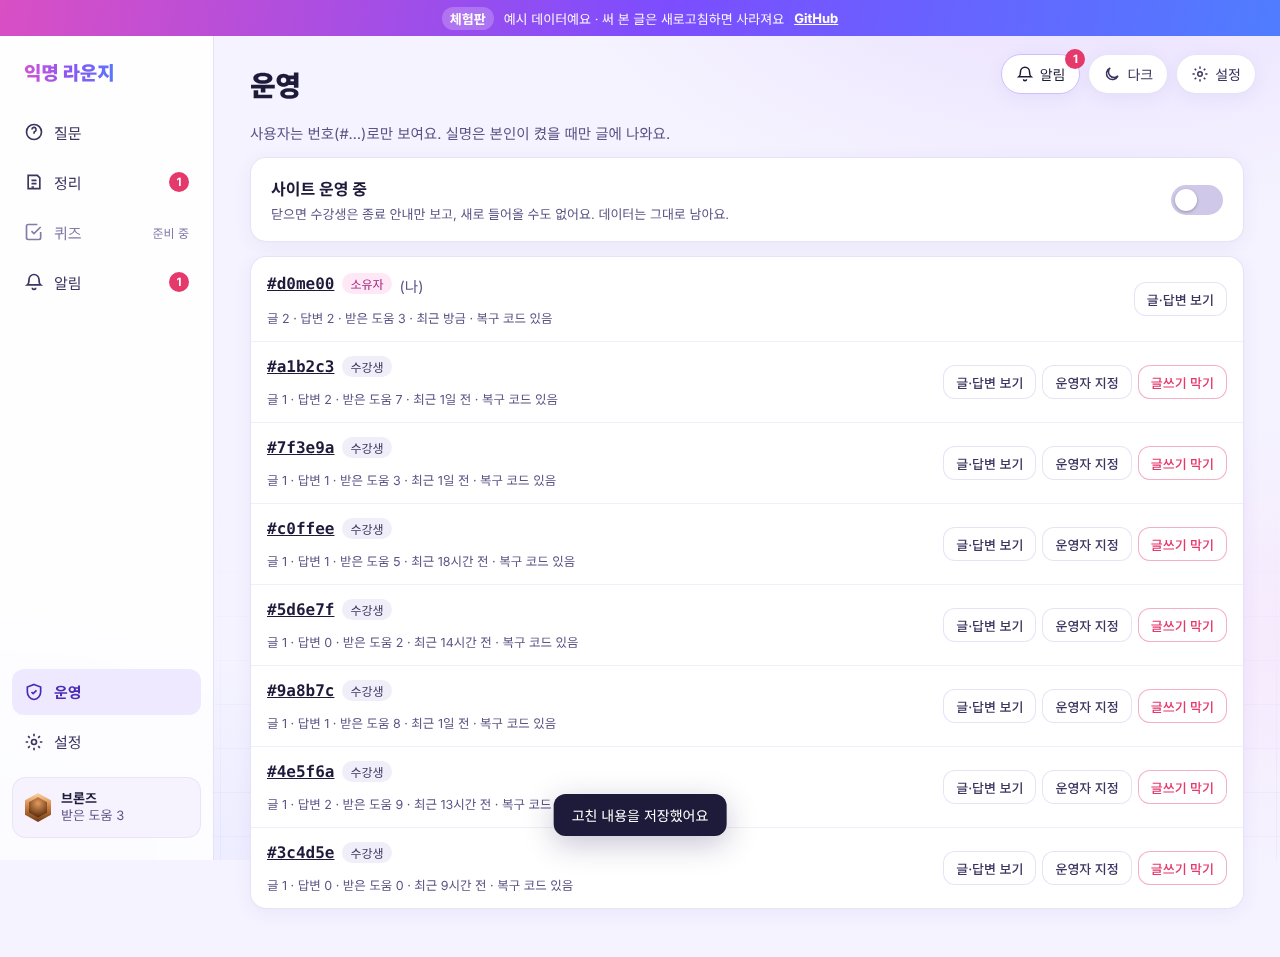 체험판 예시 데이터예요 · 써 본 글은 새로고침하면 사라져요 GitHub
익명 라운지
질문
정리 1
퀴즈 준비 중
알림 1
운영
설정
브론즈
받은 도움 3
알림 1
다크
설정
운영
사용자는 번호(#...)로만 보여요. 실명은 본인이 켰을 때만 글에 나와요.
사이트 운영 중
닫으면 수강생은 종료 안내만 보고, 새로 들어올 수도 없어요. 데이터는 그대로 남아요.
#d0me00 소유자 (나)
글 2 · 답변 2 · 받은 도움 3 · 최근 방금 · 복구 코드 있음
글·답변 보기
#a1b2c3 수강생
글 1 · 답변 2 · 받은 도움 7 · 최근 1일 전 · 복구 코드 있음
글·답변 보기 운영자 지정 글쓰기 막기
#7f3e9a 수강생
글 1 · 답변 1 · 받은 도움 3 · 최근 1일 전 · 복구 코드 있음
글·답변 보기 운영자 지정 글쓰기 막기
#c0ffee 수강생
글 1 · 답변 1 · 받은 도움 5 · 최근 18시간 전 · 복구 코드 있음
글·답변 보기 운영자 지정 글쓰기 막기
#5d6e7f 수강생
글 1 · 답변 0 · 받은 도움 2 · 최근 14시간 전 · 복구 코드 있음
글·답변 보기 운영자 지정 글쓰기 막기
#9a8b7c 수강생
글 1 · 답변 1 · 받은 도움 8 · 최근 1일 전 · 복구 코드 있음
글·답변 보기 운영자 지정 글쓰기 막기
#4e5f6a 수강생
글 1 · 답변 2 · 받은 도움 9 · 최근 13시간 전 · 복구 코드
글·답변 보기 운영자 지정 글쓰기 막기
고친 내용을 저장했어요
#3c4d5e 수강생
글 1 · 답변 0 · 받은 도움 0 · 최근 9시간 전 · 복구 코드 있음
글·답변 보기 운영자 지정 글쓰기 막기